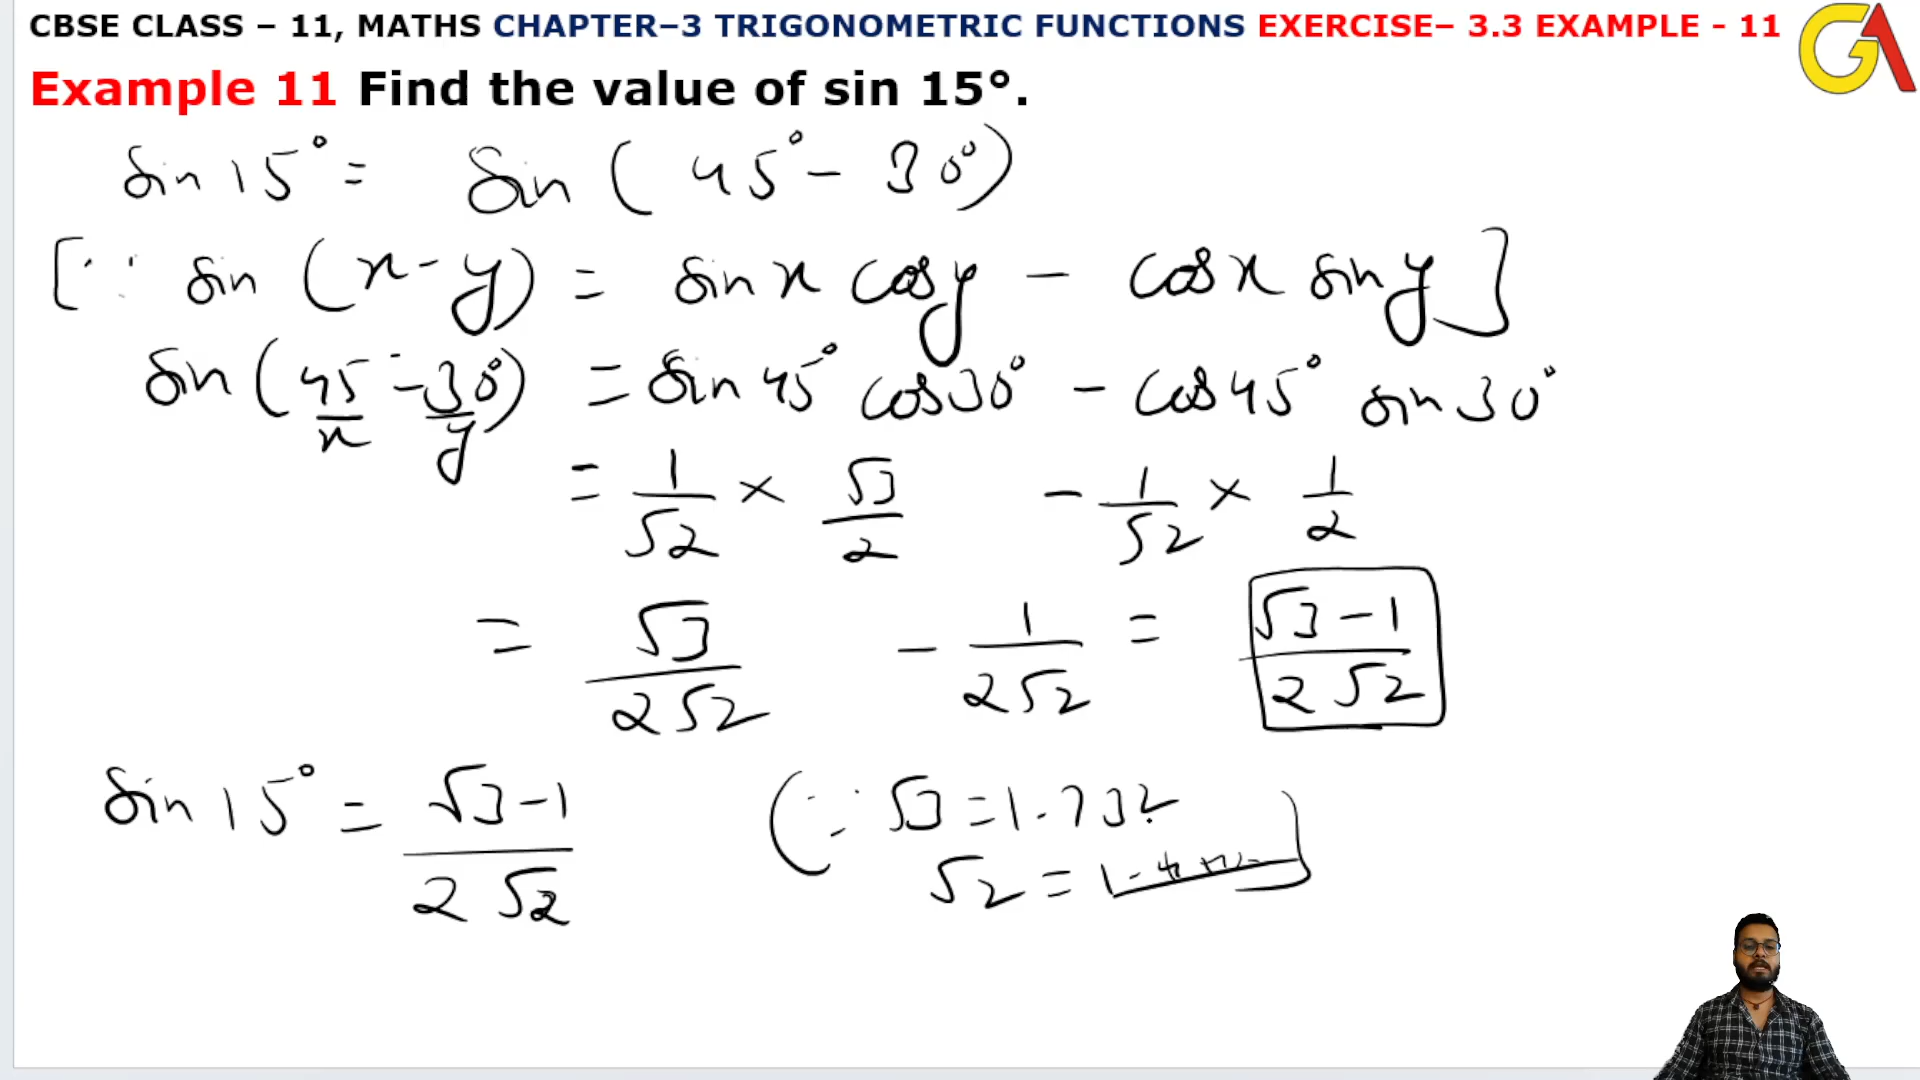 CBSE CLASS – 11, MATHS CHAPTER–3 TRIGONOMETRIC FUNCTIONS EXERCISE– 3.3 EXAMPLE - 11
GA
Example 11 Find the value of sin 15°.
sin 15° = sin ( 45° - 30°)
[∵ sin (x - y) = sin x cos y - cos x sin y]
sin (45 - 30°) = sin 45° cos 30° - cos 45° sin 30°
x y
= 1/√2 × √3/2 - 1/√2 × 1/2
= √3/2√2 - 1/2√2 = √3 - 1/2√2
sin 15° = √3 - 1/2√2 (∵ √3 = 1.732
√2 = ]